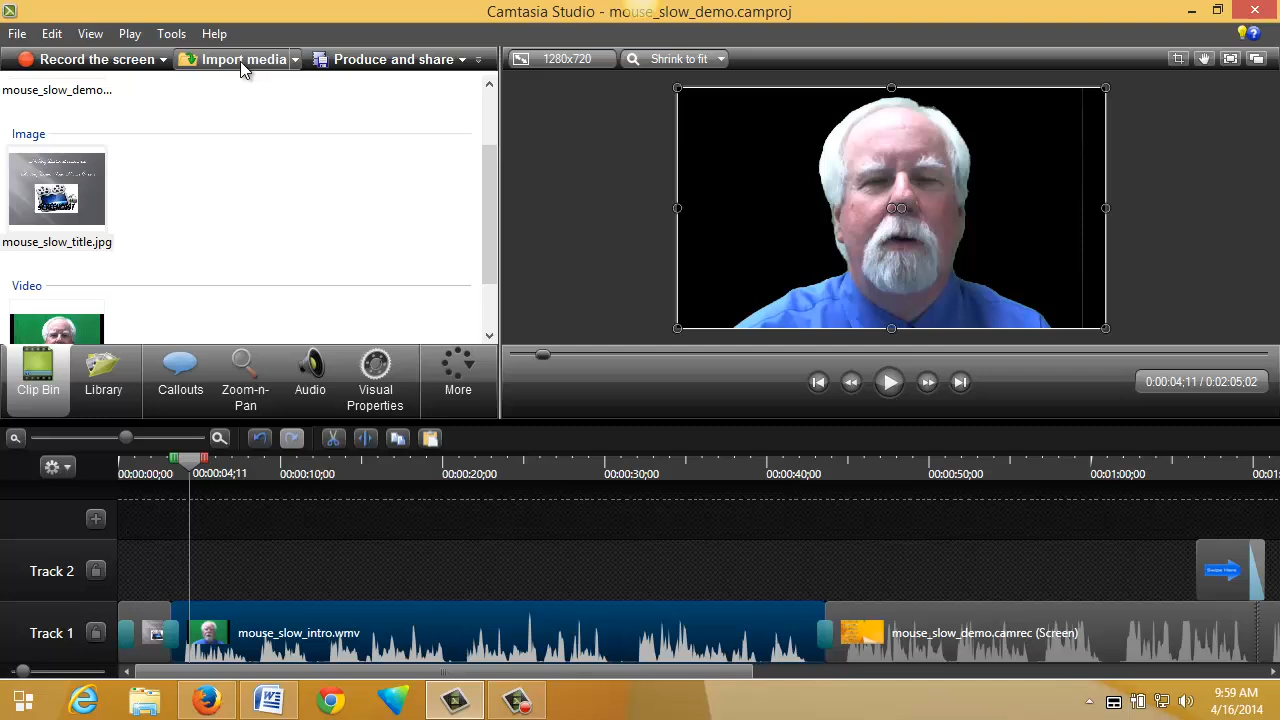 Camtasia Studio - mouse_slow_demo.camproj
File Edit View Play Tools Help
Record the screen Import media Produce and share 1280x720 Shrink to fit
mouse_slow_demo...
Image
mouse_slow_title.jpg
Video
Clip Bin Library Callouts Zoom-n-Pan Audio Visual Properties More
0:00:04;11 / 0:02:05;02
00:00:00;00 00:00:04;11 00:00:10;00 00:00:20;00 00:00:30;00 00:00:40;00 00:00:50;00 00:01:00;00 00:01:
Track 2
Swipe Here
Track 1 mouse_slow_intro.wmv mouse_slow_demo.camrec (Screen)
9:59 AM
4/16/2014